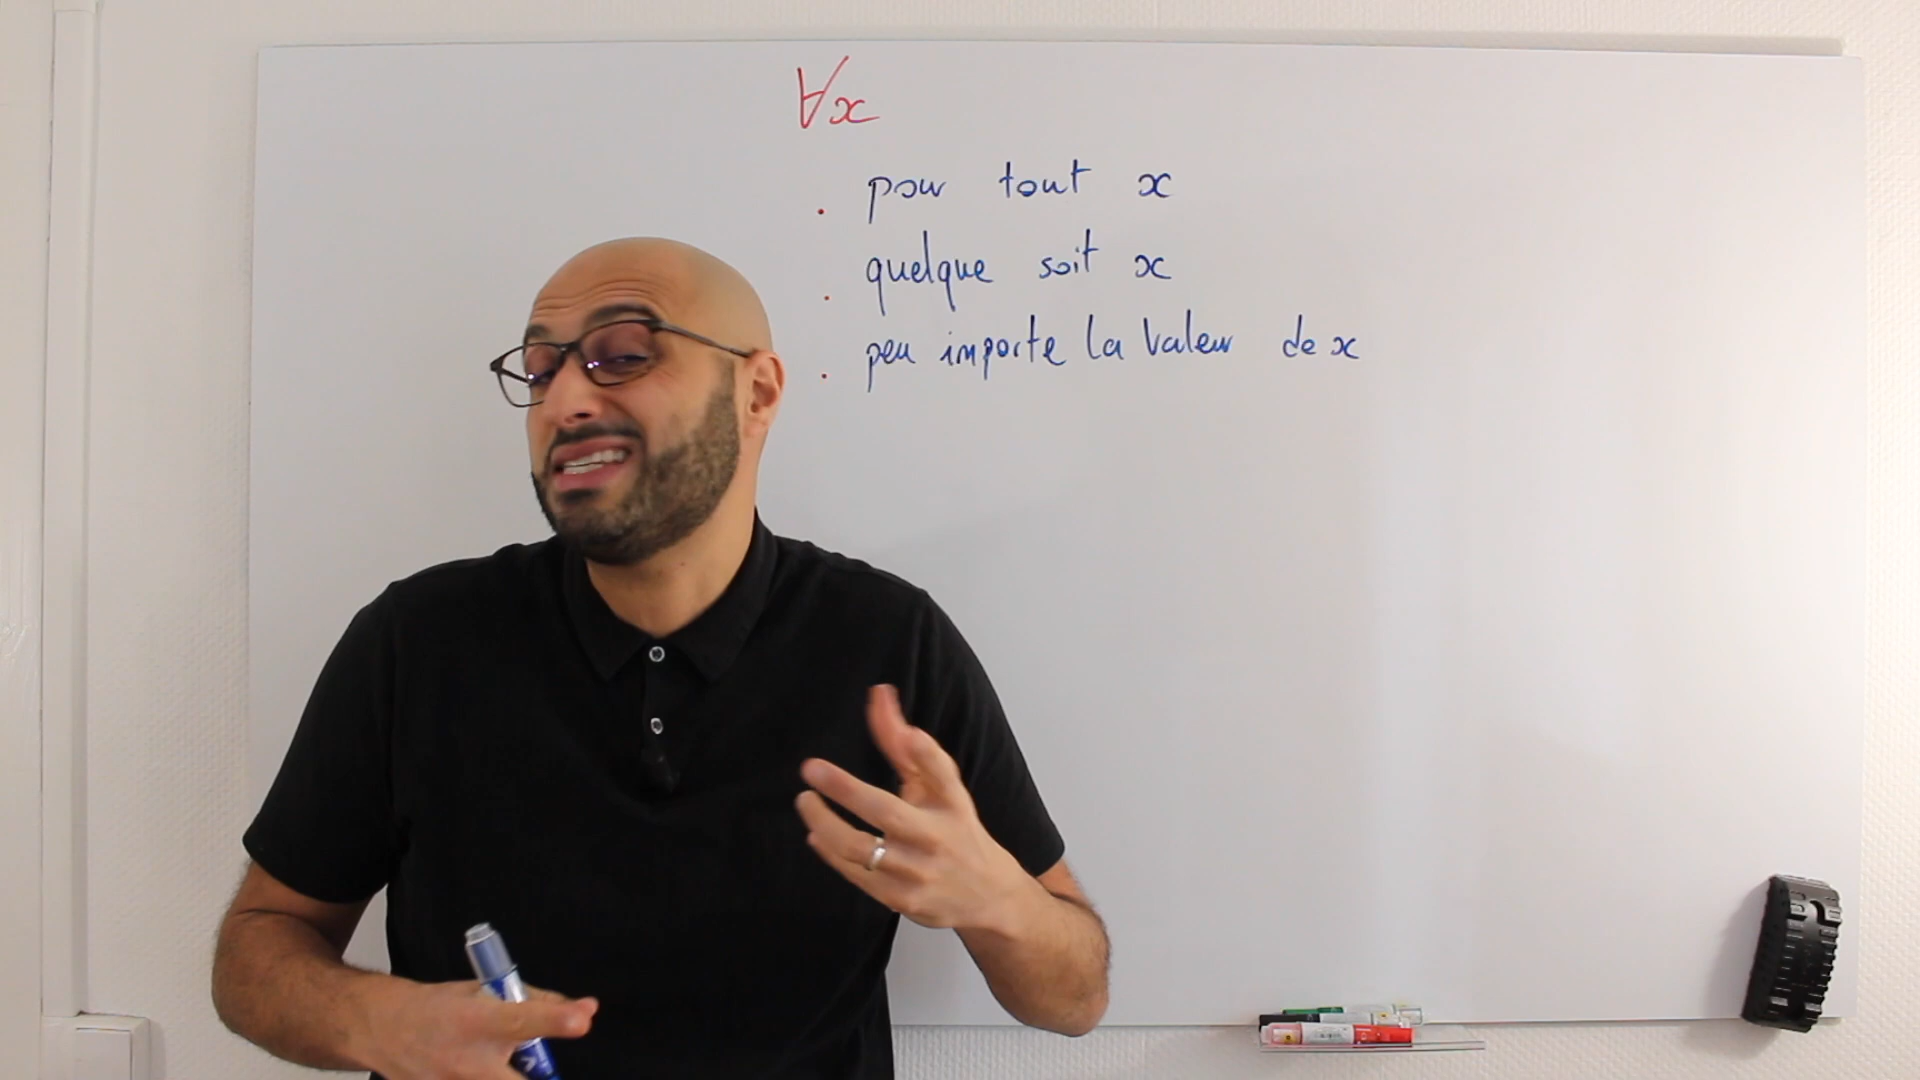 ∀x
. pour tout x
. quelque soit x
. peu importe la valeur de x